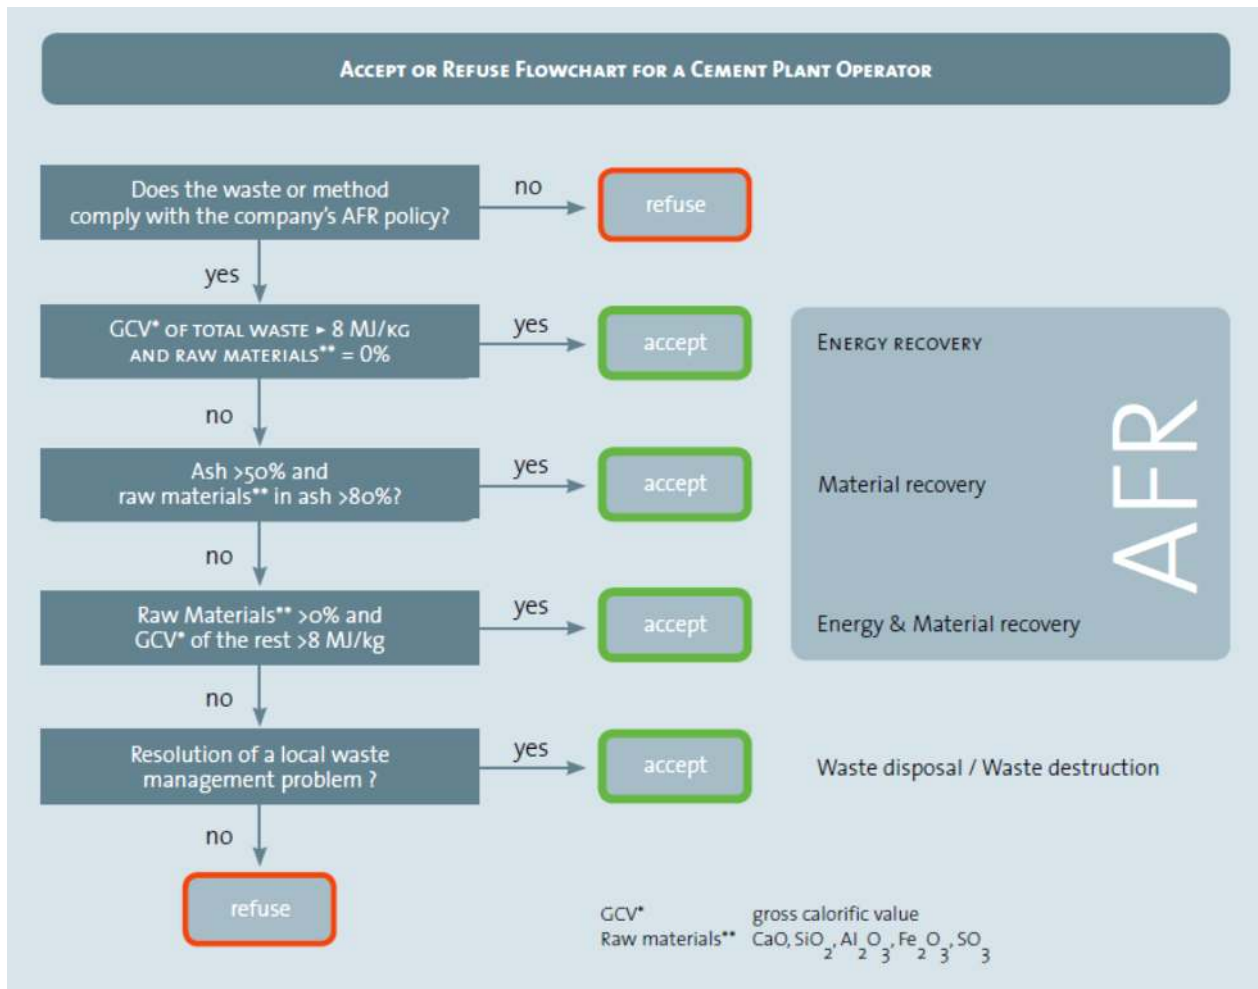 ACCEPT OR REFUSE FLOWCHART FOR A CEMENT PLANT OPERATOR
Does the waste or method
comply with the company's AFR policy?
no
refuse
yes
GCV* OF TOTAL WASTE ▸ 8 MJ/KG
AND RAW MATERIALS** = 0%
yes
accept
ENERGY RECOVERY
no
Ash >50% and
raw materials** in ash >80%?
yes
accept
Material recovery
AFR
no
Raw Materials** >0% and
GCV* of the rest >8 MJ/kg
yes
accept
Energy & Material recovery
no
Resolution of a local waste
management problem ?
yes
accept
Waste disposal / Waste destruction
no
refuse
GCV* gross calorific value
Raw materials** CaO, SiO₂, Al₂O₃, Fe₂O₃, SO₃